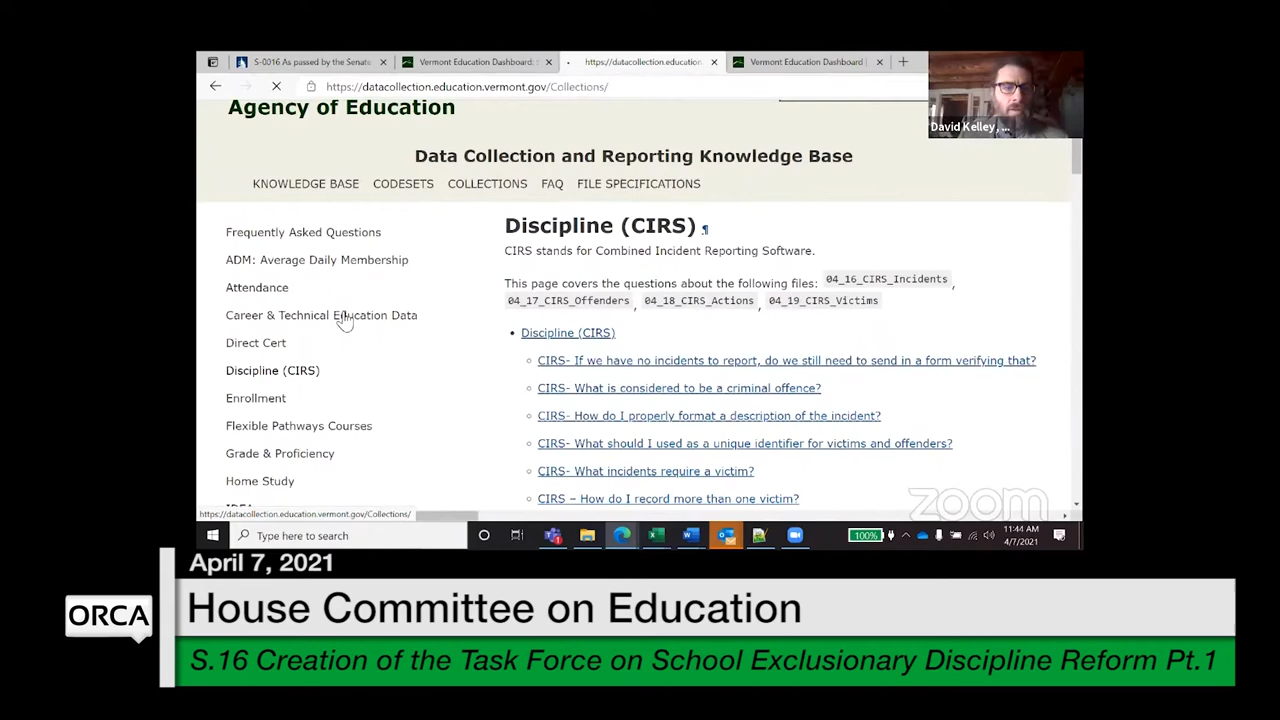 S-0016 As passed by the Senate
Vermont Education Dashboard:
https://datacollection.education
Vermont Education Dashboard
https://datacollection.education.vermont.gov/Collections/
David Kelley, ...
Agency of Education
Data Collection and Reporting Knowledge Base
KNOWLEDGE BASE CODESETS COLLECTIONS FAQ FILE SPECIFICATIONS
Frequently Asked Questions
ADM: Average Daily Membership
Attendance
Career & Technical Education Data
Direct Cert
Discipline (CIRS)
Enrollment
Flexible Pathways Courses
Grade & Proficiency
Home Study
Discipline (CIRS) ¶
CIRS stands for Combined Incident Reporting Software.
This page covers the questions about the following files: 04_16_CIRS_Incidents,
04_17_CIRS_Offenders, 04_18_CIRS_Actions, 04_19_CIRS_Victims
• Discipline (CIRS)
◦ CIRS- If we have no incidents to report, do we still need to send in a form verifying that?
◦ CIRS- What is considered to be a criminal offence?
◦ CIRS- How do I properly format a description of the incident?
◦ CIRS- What should I used as a unique identifier for victims and offenders?
◦ CIRS- What incidents require a victim?
◦ CIRS – How do I record more than one victim?
zoom
https://datacollection.education.vermont.gov/Collections/
Type here to search
100%
11:44 AM
4/7/2021
April 7, 2021
ORCA
House Committee on Education
S.16 Creation of the Task Force on School Exclusionary Discipline Reform Pt.1